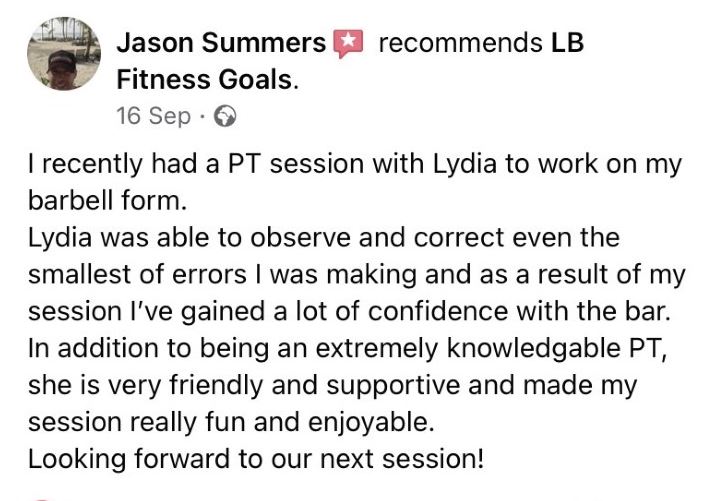 Jason Summers recommends LB
Fitness Goals.
16 Sep ·
I recently had a PT session with Lydia to work on my
barbell form.
Lydia was able to observe and correct even the
smallest of errors I was making and as a result of my
session I've gained a lot of confidence with the bar.
In addition to being an extremely knowledgable PT,
she is very friendly and supportive and made my
session really fun and enjoyable.
Looking forward to our next session!